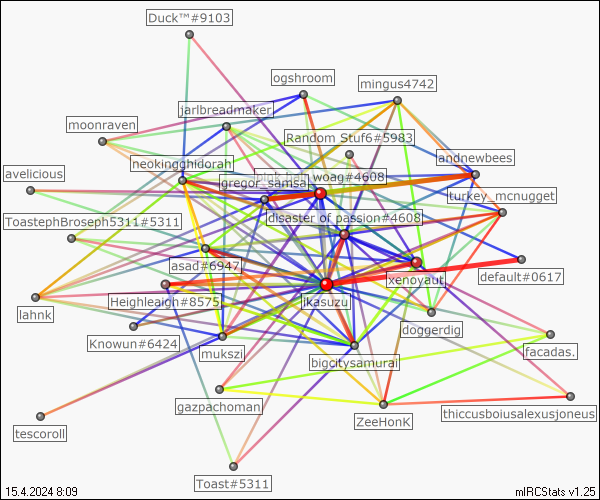 Duck™#9103
ogshroom
mingus4742
jarlbreadmaker
moonraven
Random Stuf6#5983
neokingghidorah
andnewbees
avelicious
gregor_samsa
woag#4608
turkey_mcnugget
ToastephBroseph5311#5311
disaster of passion#4608
asad#6947
xenoyaut
default#0617
lahnk
Heighleaigh#8575
ikasuzu
doggerdig
Knowun#6424
mukszi
bigcitysamurai
facadas.
gazpachoman
ZeeHonK
thiccusboiusalexusjoneus
tescoroll
Toast#5311
15.4.2024 8:09
mIRCStats v1.25